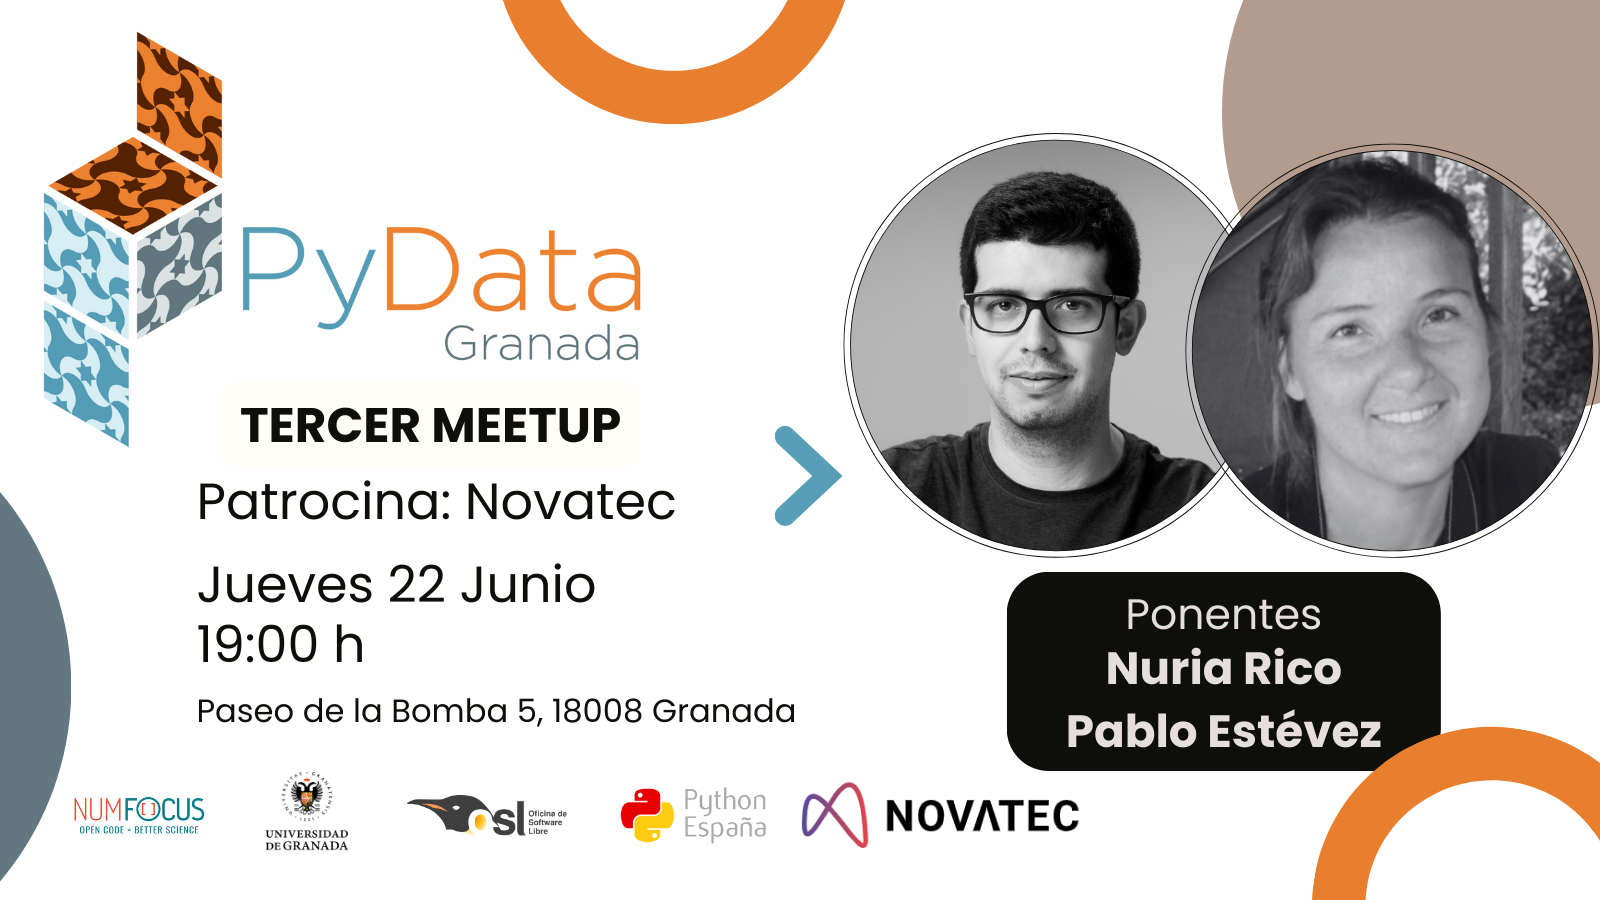 PyData
Granada
TERCER MEETUP
Patrocina: Novatec
Jueves 22 Junio
19:00 h
Paseo de la Bomba 5, 18008 Granada
Ponentes
Nuria Rico
Pablo Estévez
NUMFOCUS
OPEN CODE = BETTER SCIENCE
UNIVERSIDAD
DE GRANADA
osl
Oficina de
Software
Libre
Python
España
NOVATEC